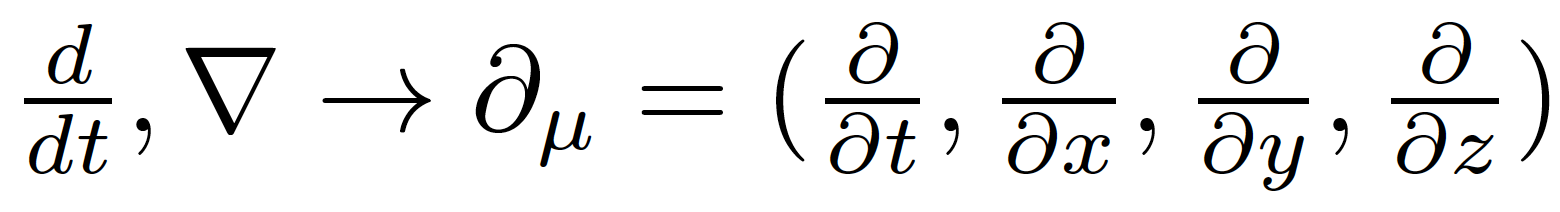 d/dt, ∇ → ∂_μ = (∂/∂t, ∂/∂x, ∂/∂y, ∂/∂z)